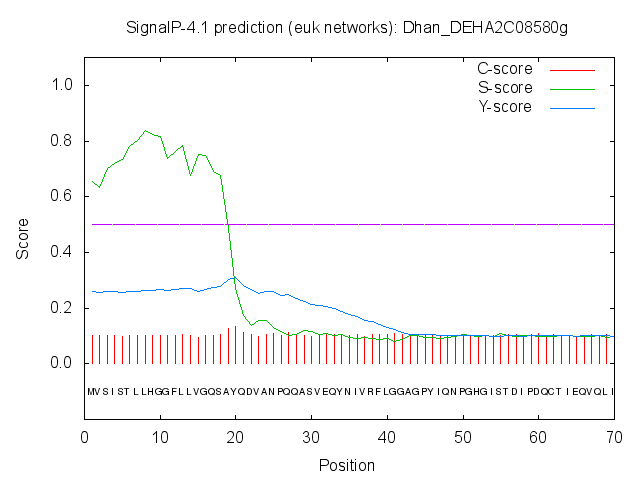 SignalP-4.1 prediction (euk networks): Dhan_DEHA2C08580g
C-score
S-score
Y-score
1.0
0.8
0.6
0.4
0.2
0.0
Score
MVSISTLLHGGFLLVGQSAYQDVANPQQASVEQYNIVRFLGGAGPYIQNPGHGISTDIPDQCTIEQVQLI
0 10 20 30 40 50 60 70
Position